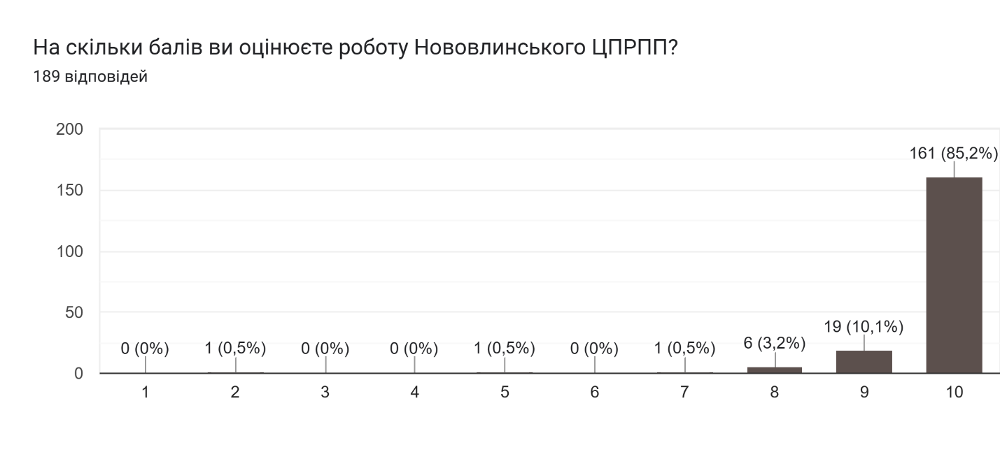 На скільки балів ви оцінюєте роботу Нововлинського ЦПРПП?
189 відповідей
200
161 (85,2%)
150
100
50
19 (10,1%)
0 (0%) 1 (0,5%) 0 (0%) 0 (0%) 1 (0,5%) 0 (0%) 1 (0,5%) 6 (3,2%)
0
1 2 3 4 5 6 7 8 9 10